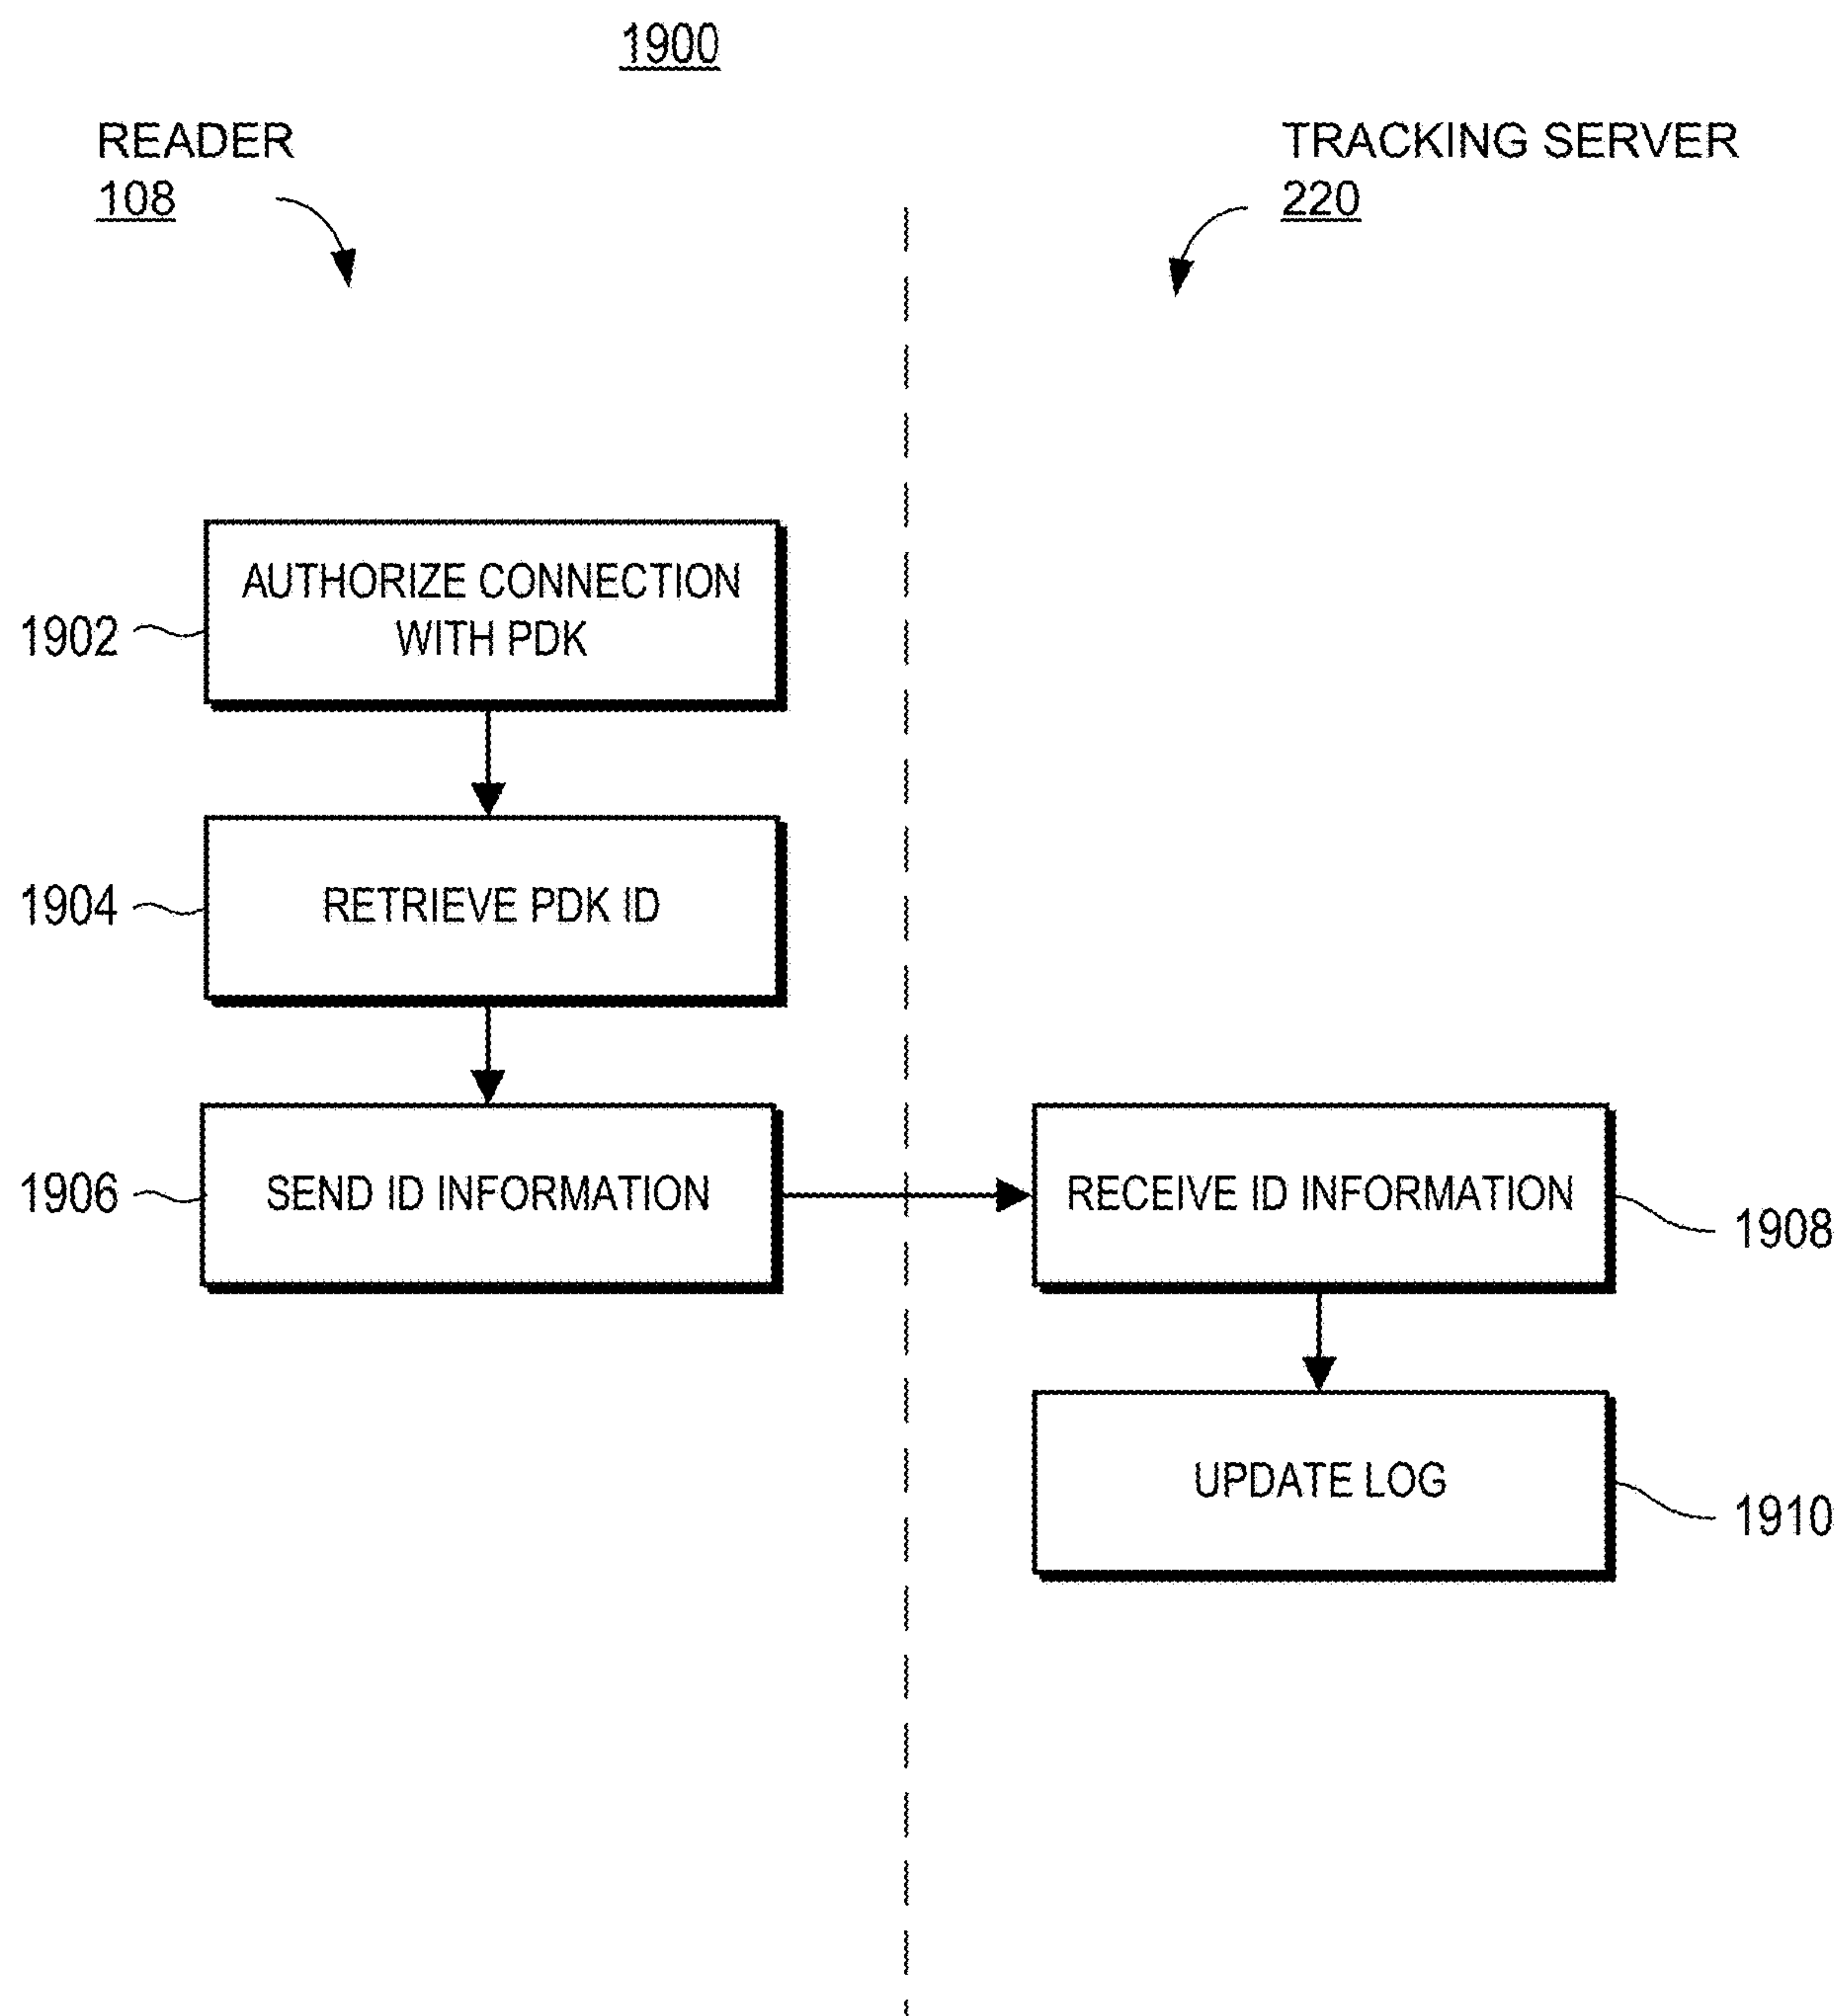 1900
READER
108
TRACKING SERVER
220
AUTHORIZE CONNECTION
WITH PDK
1902
RETRIEVE PDK ID
1904
SEND ID INFORMATION
1906
RECEIVE ID INFORMATION
1908
UPDATE LOG
1910